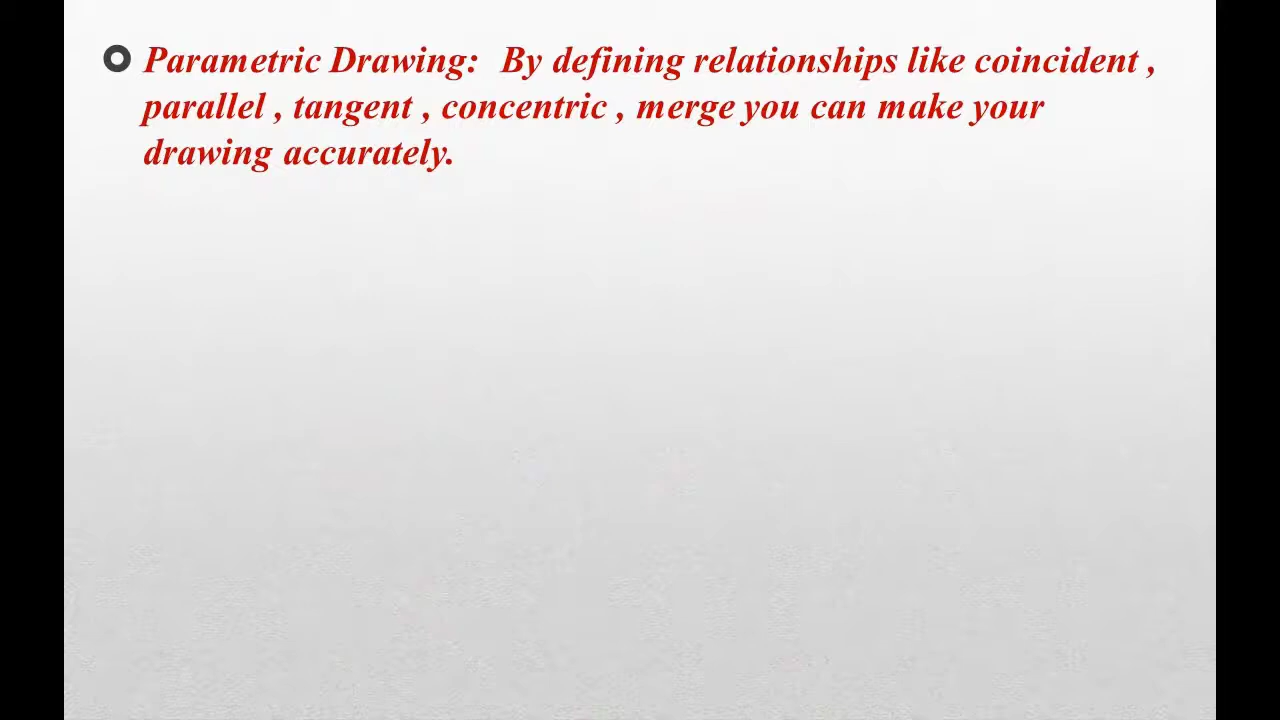 Parametric Drawing: By defining relationships like coincident ,
parallel , tangent , concentric , merge you can make your
drawing accurately.